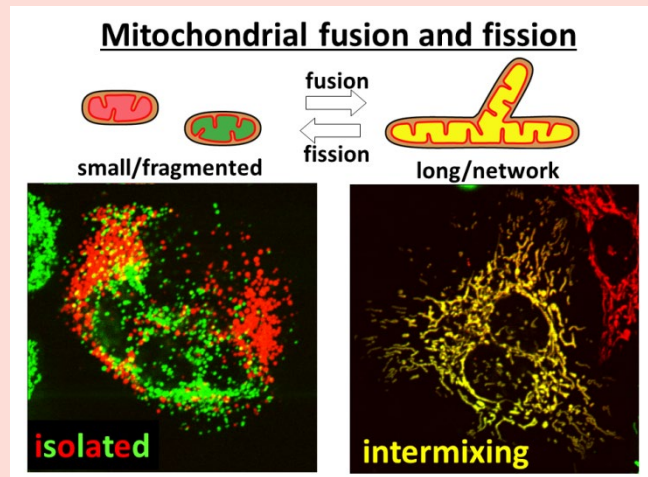 Mitochondrial fusion and fission
fusion
fission
small/fragmented
long/network
isolated
intermixing